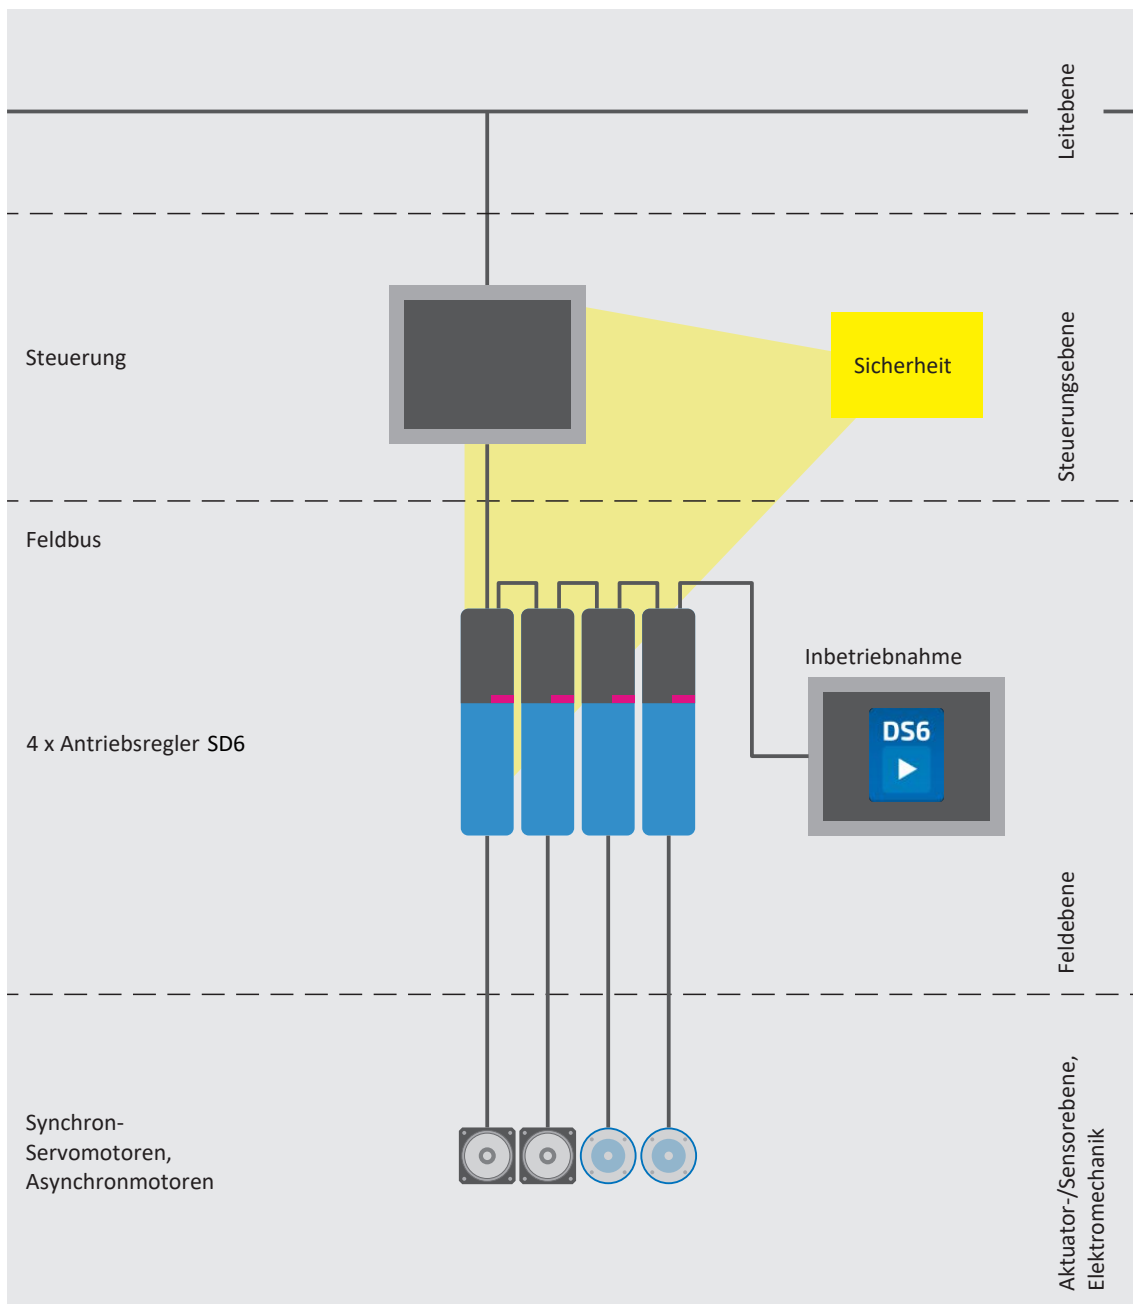 Leitebene
Steuerung
Sicherheit
Steuerungsebene
Feldbus
Inbetriebnahme
DS6
4 x Antriebsregler SD6
Feldebene
Synchron-
Servomotoren,
Asynchronmotoren
Aktuator-/Sensorebene,
Elektromechanik